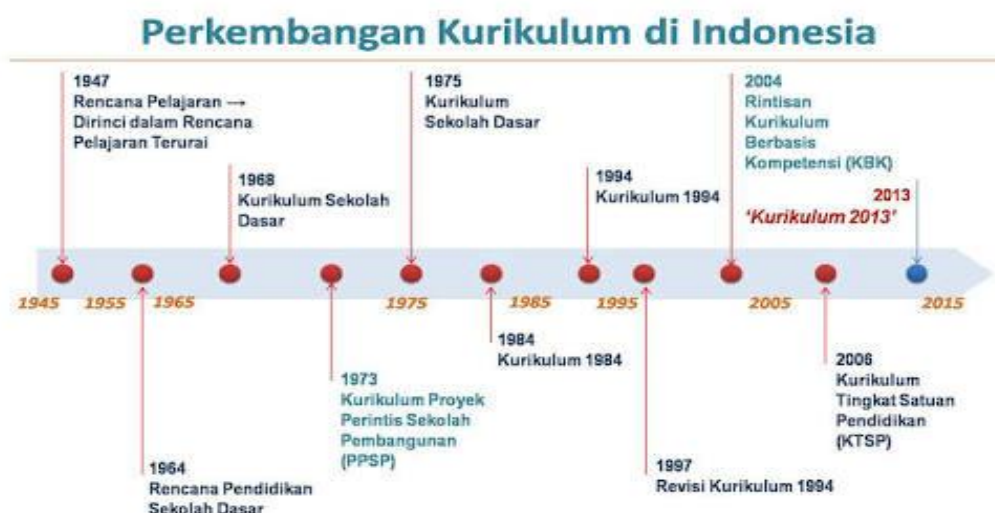 Perkembangan Kurikulum di Indonesia
1947
Rencana Pelajaran →
Dirinci dalam Rencana
Pelajaran Terurai
1968
Kurikulum Sekolah
Dasar
1975
Kurikulum
Sekolah Dasar
1994
Kurikulum 1994
2004
Rintisan
Kurikulum
Berbasis
Kompetensi (KBK)
2013
'Kurikulum 2013'
1945
1955
1965
1975
1985
1995
2005
2015
1964
Rencana Pendidikan
Sekolah Dasar
1973
Kurikulum Proyek
Perintis Sekolah
Pembangunan
(PPSP)
1984
Kurikulum 1984
1997
Revisi Kurikulum 1994
2006
Kurikulum
Tingkat Satuan
Pendidikan
(KTSP)